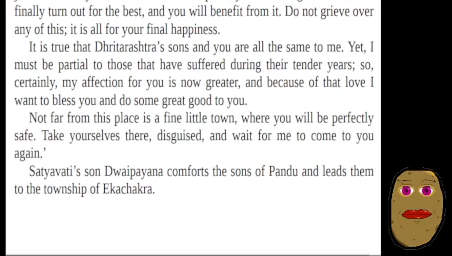 finally turn out for the best, and you will benefit from it. Do not grieve over
any of this; it is all for your final happiness.
It is true that Dhritarashtra’s sons and you are all the same to me. Yet, I
must be partial to those that have suffered during their tender years; so,
certainly, my affection for you is now greater, and because of that love I
want to bless you and do some great good to you.
Not far from this place is a fine little town, where you will be perfectly
safe. Take yourselves there, disguised, and wait for me to come to you
again.’
Satyavati’s son Dwaipayana comforts the sons of Pandu and leads them
to the township of Ekachakra.